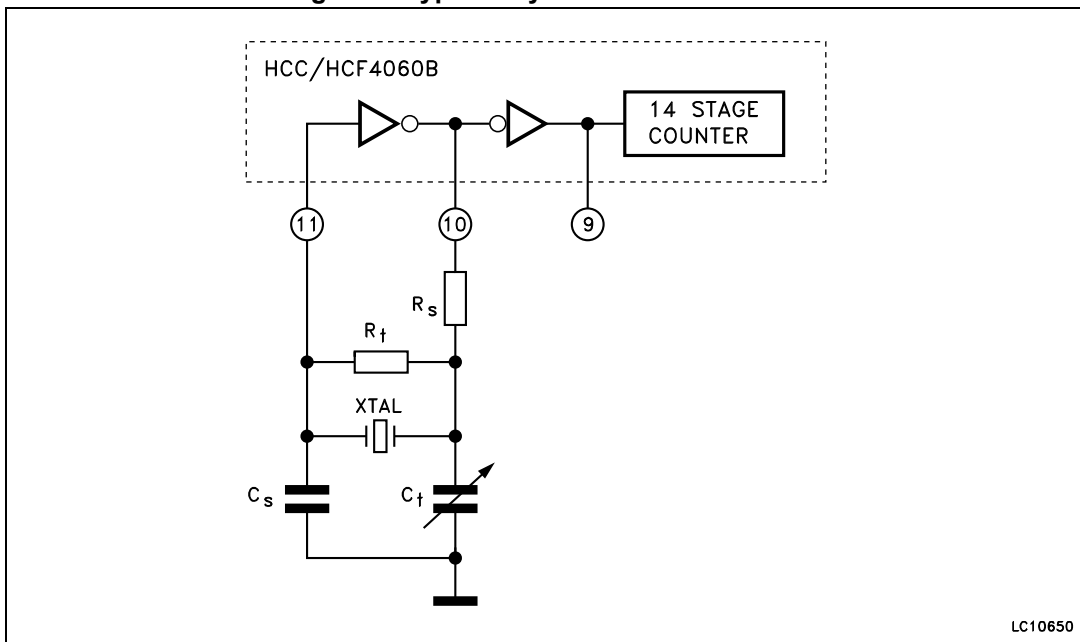 HCC/HCF4060B
14 STAGE
COUNTER
11
10
9
Rs
Rt
XTAL
Cs
Ct
LC10650